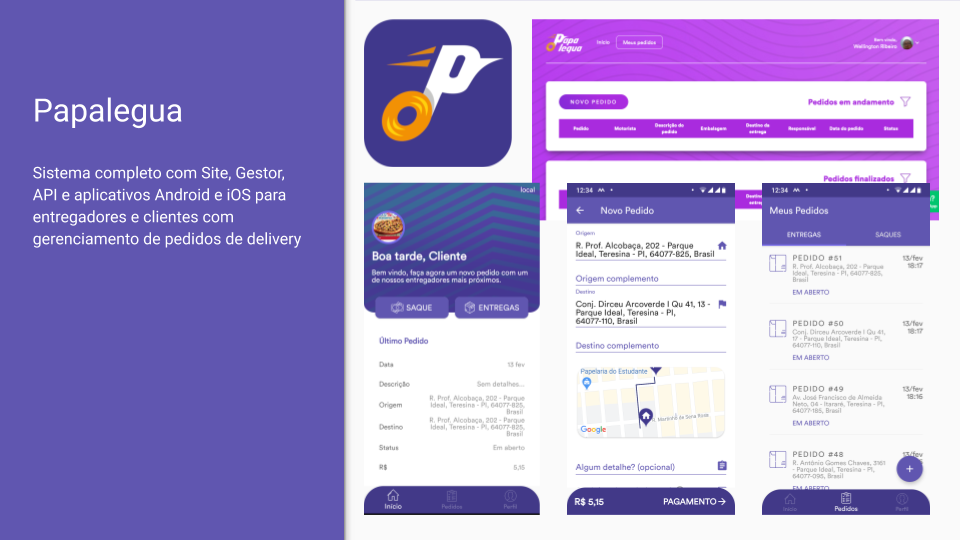 Papalegua
Sistema completo com Site, Gestor,
API e aplicativos Android e iOS para
entregadores e clientes com
gerenciamento de pedidos de delivery
P
Papa
legua
Início
Meus pedidos
Bem vindo,
Wellington Ribeiro
NOVO PEDIDO
Pedidos em andamento
Pedido
Motorista
Descrição do
pedido
Embalagem
Destino da
entrega
Responsável
Data do pedido
Status
Pedidos finalizados
local
Boa tarde, Cliente
Bem vindo, faça agora um novo pedido com um
de nossos entregadores mais próximos.
SAQUE
ENTREGAS
Último Pedido
Data
13 fev
Descrição
Sem detalhes...
Origem
R. Prof. Alcobaça, 202 - Parque
Ideal, Teresina - PI, 64077-825,
Brasil
Destino
R. Prof. Alcobaça, 202 - Parque
Ideal, Teresina - PI, 64077-825,
Brasil
Status
Em aberto
R$
5,15
Início
Pedidos
Perfil
12:34
Novo Pedido
Origem
R. Prof. Alcobaça, 202 - Parque
Ideal, Teresina - PI, 64077-825, Brasil
Origem complemento
Destino
Conj. Dirceu Arcoverde I Qu 41, 13 -
Parque Ideal, Teresina - PI,
64077-110, Brasil
Destino complemento
Papelaria do Estudante
Google
Algum detalhe? (opcional)
R$ 5,15
PAGAMENTO
12:34
Meus Pedidos
ENTREGAS
SAQUES
PEDIDO #51
13/fev
18:17
R. Prof. Alcobaça, 202 - Parque
Ideal, Teresina - PI, 64077-825,
Brasil
EM ABERTO
PEDIDO #50
13/fev
18:17
Conj. Dirceu Arcoverde I Qu 41,
17 - Parque Ideal, Teresina - PI,
64077-110, Brasil
EM ABERTO
PEDIDO #49
13/fev
18:16
Av. José Francisco de Almeida
Neto, 04 - Itararé, Teresina - PI,
64077-185, Brasil
EM ABERTO
PEDIDO #48
13/fev
R. Antônio Gomes Chaves, 3161
- Parque Ideal, Teresina - PI,
64077-095, Brasil
EM ABERTO
+
Início
Pedidos
Perfil